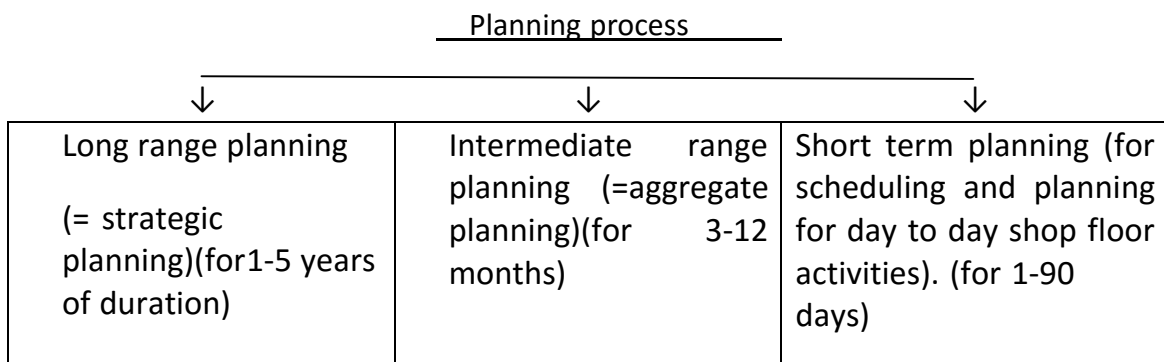 Planning process
Long range planning
(= strategic
planning)(for1-5 years
of duration)
Intermediate range
planning (=aggregate
planning)(for 3-12
months)
Short term planning (for
scheduling and planning
for day to day shop floor
activities). (for 1-90
days)